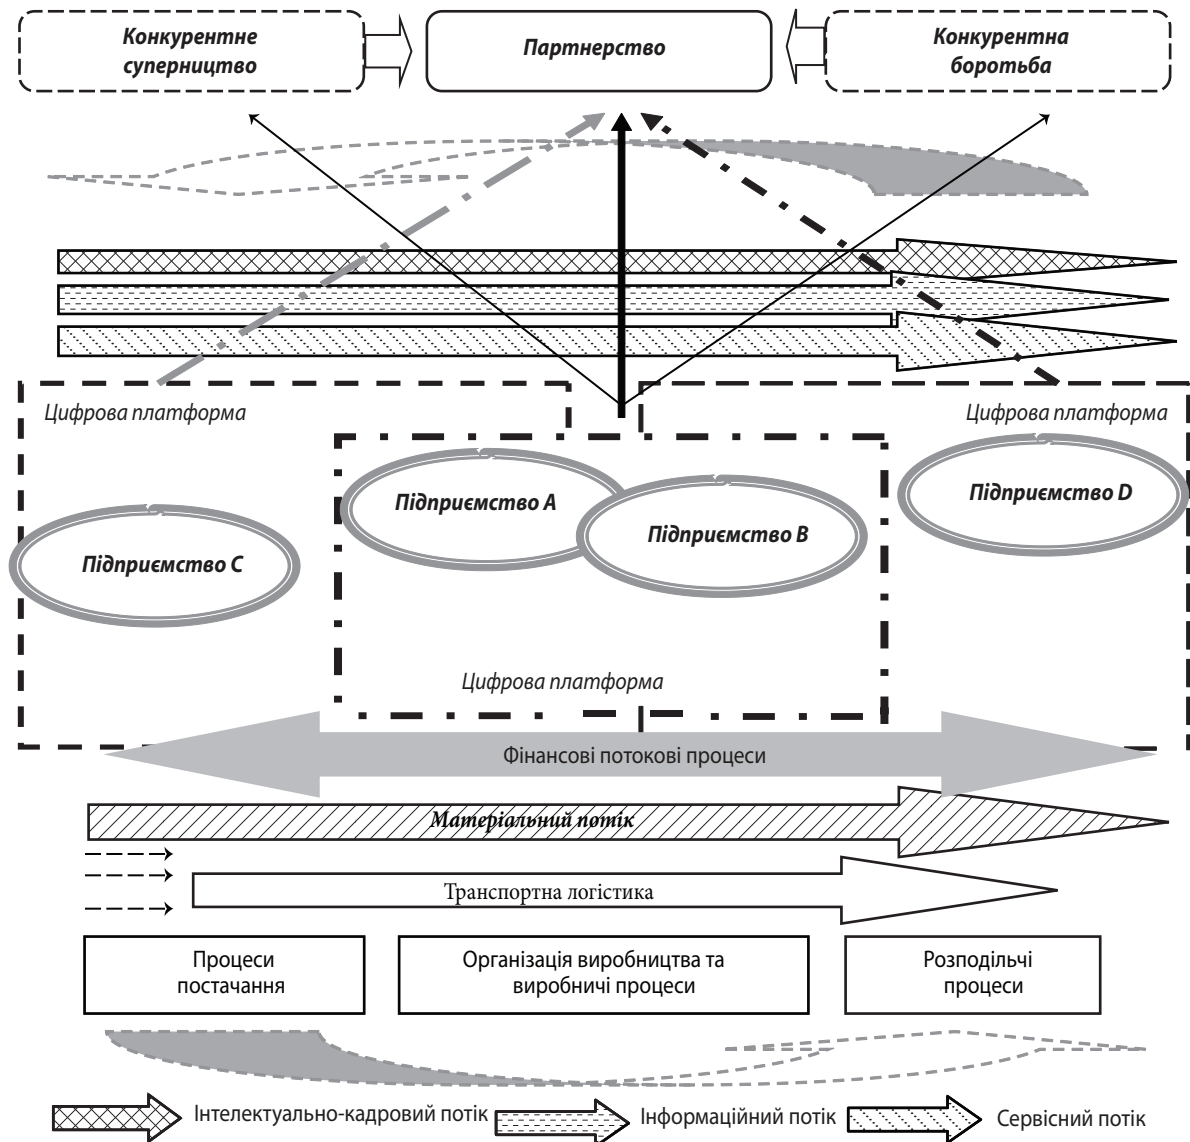 Конкурентне
суперництво
Партнерство
Конкурентна
боротьба
Цифрова платформа
Цифрова платформа
Підприємство A
Підприємство B
Підприємство D
Підприємство C
Цифрова платформа
Фінансові потокові процеси
Матеріальний потік
Транспортна логістика
Процеси
постачання
Організація виробництва та
виробничі процеси
Розподільчі
процеси
Інтелектуально-кадровий потік
Інформаційний потік
Сервісний потік